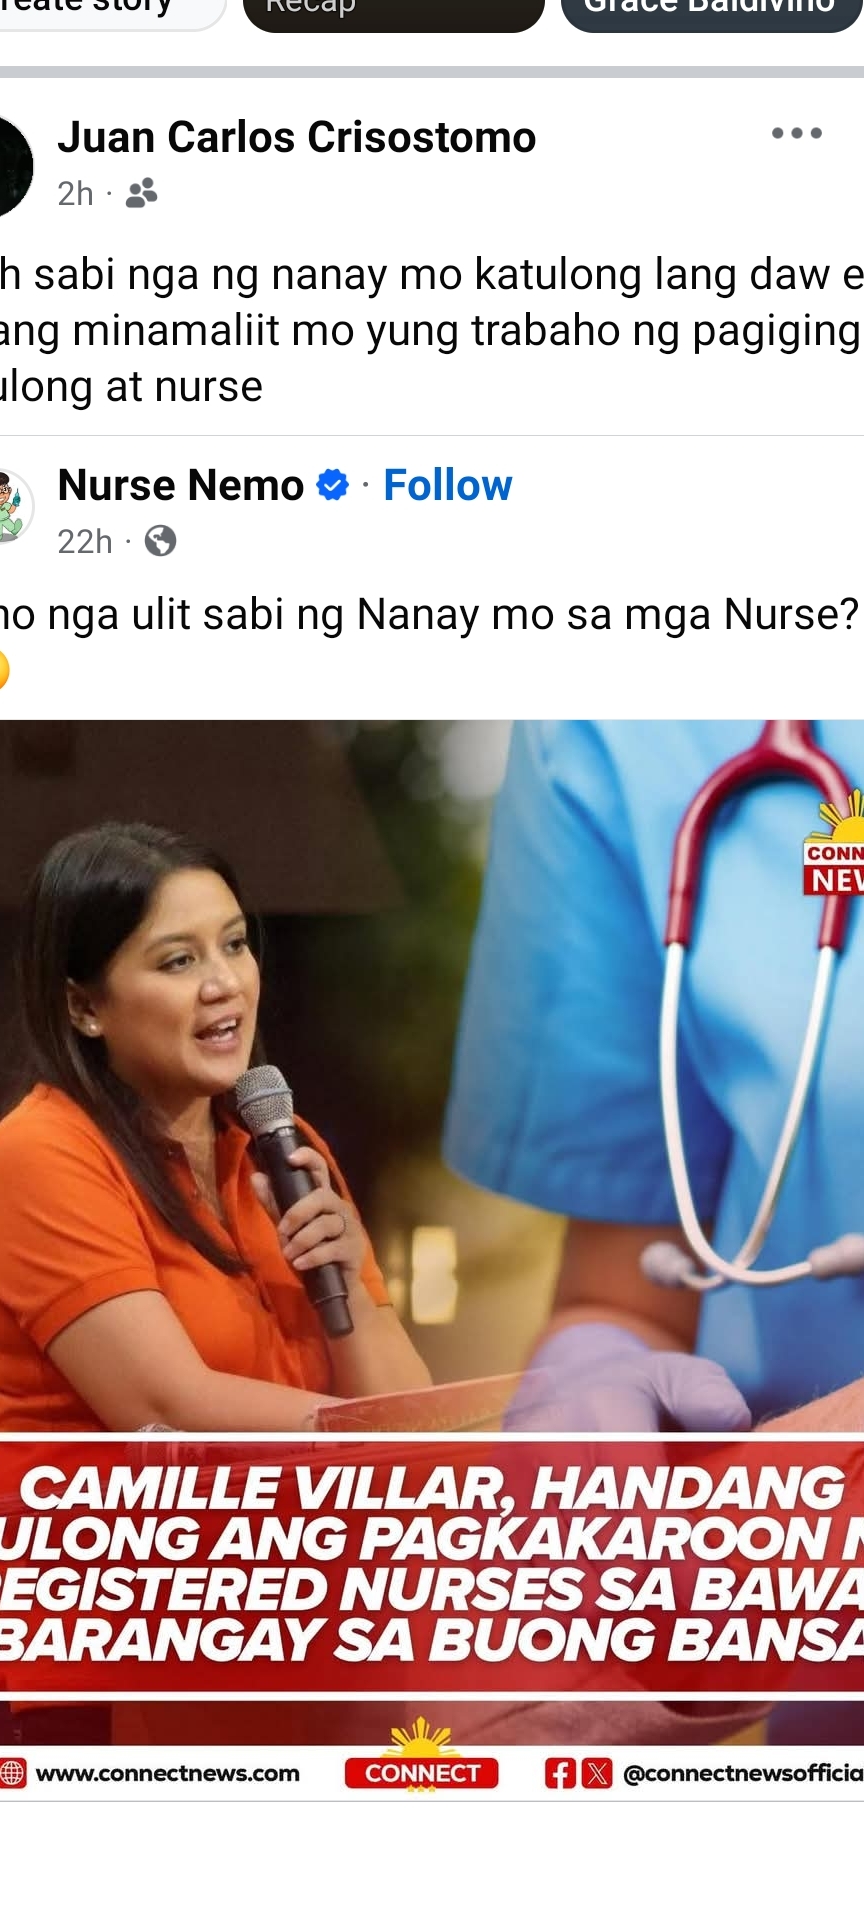 reate story
Recap
Grace Baldivino
Juan Carlos Crisostomo
2h ·
h sabi nga ng nanay mo katulong lang daw e
ang minamaliit mo yung trabaho ng pagiging
ulong at nurse
Nurse Nemo · Follow
22h ·
no nga ulit sabi ng Nanay mo sa mga Nurse?
CONN
NEW
CAMILLE VILLAR, HANDANG
ULONG ANG PAGKAKAROON N
EGISTERED NURSES SA BAWA
BARANGAY SA BUONG BANSA
www.connectnews.com
CONNECT
@connectnewsofficia